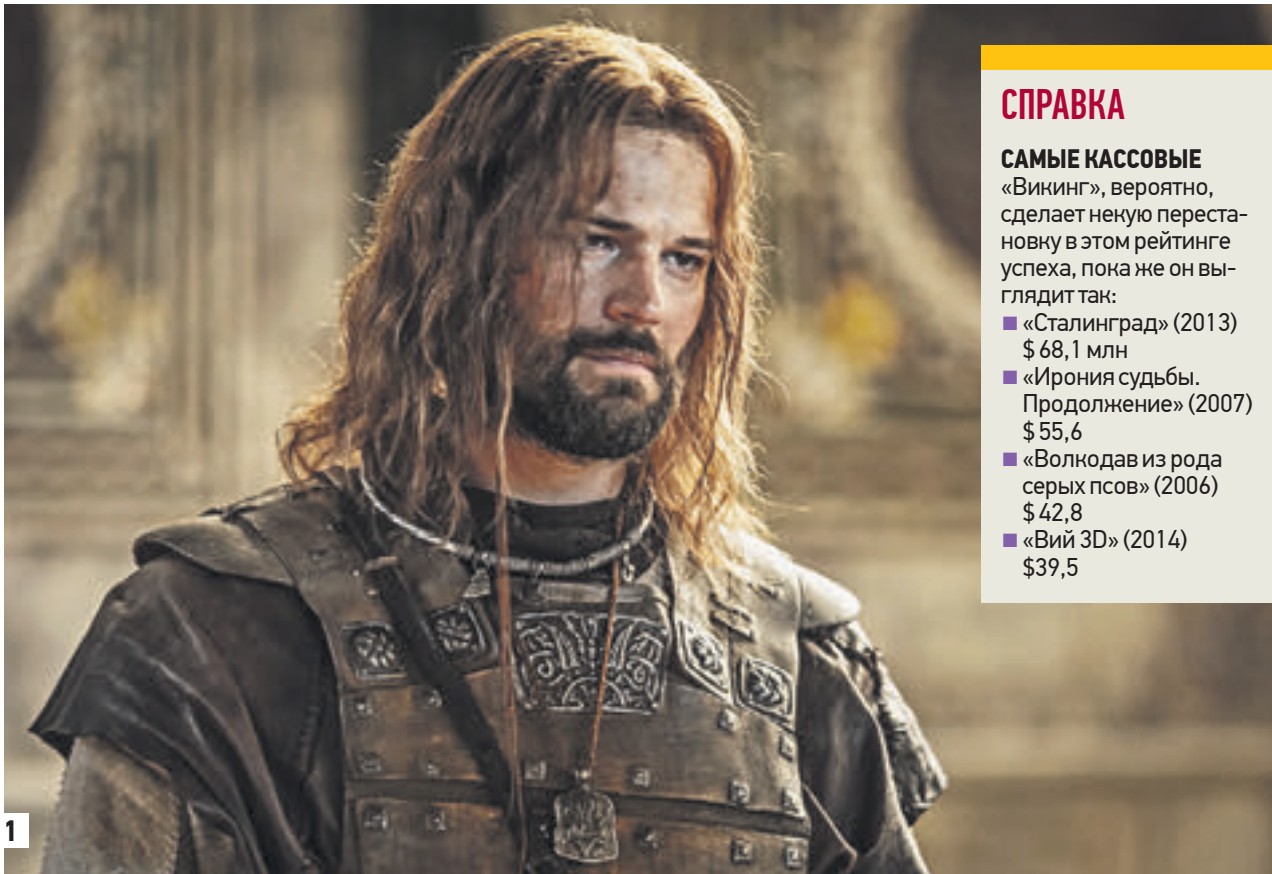 СПРАВКА
САМЫЕ КАССОВЫЕ
«Викинг», вероятно,
сделает некую переста-
новку в этом рейтинге
успеха, пока же он вы-
глядит так:
■ «Сталинград» (2013)
$ 68,1 млн
■ «Ирония судьбы.
Продолжение» (2007)
$ 55,6
■ «Волкодав из рода
серых псов» (2006)
$ 42,8
■ «Вий 3D» (2014)
$39,5
1